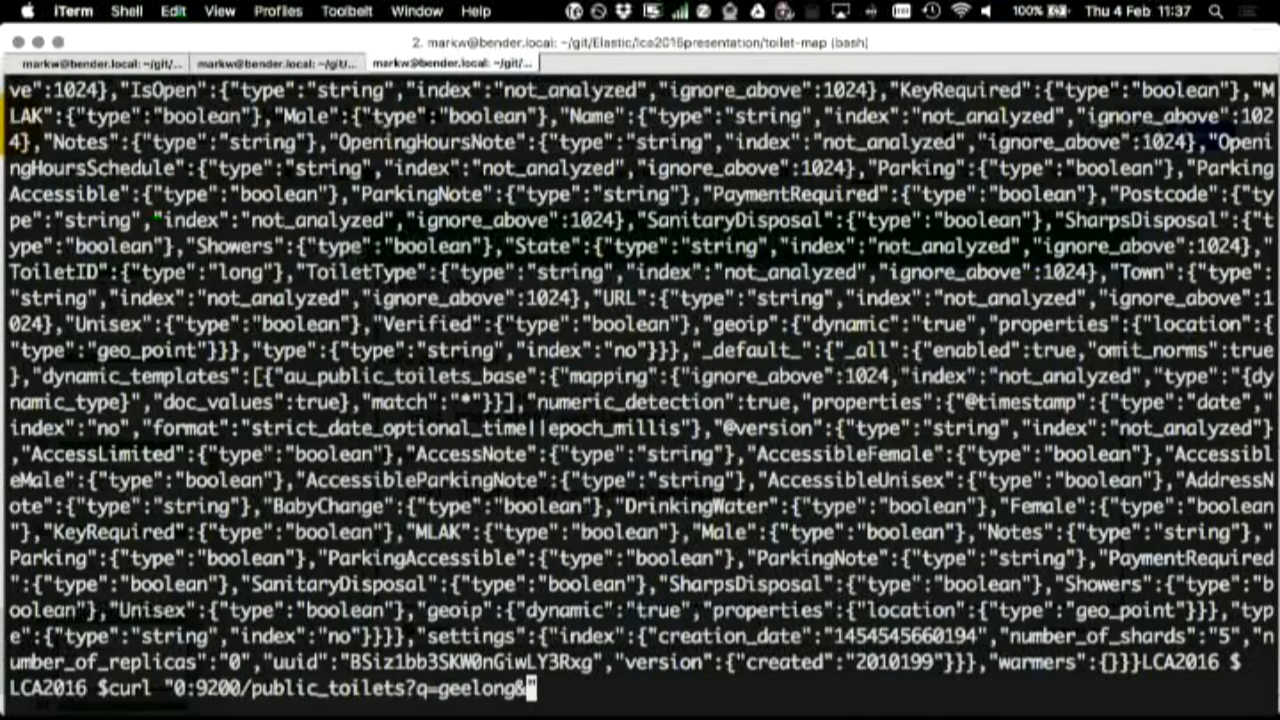 iTerm Shell Edit View Profiles Toolbelt Window Help 100% Thu 4 Feb 11:37
2. markw@bender.local: ~/git/Elastic/lca2016presentation/toilet-map (bash)
markw@bender.local: ~/git/... markw@bender.local: ~/git/... markw@bender.local: ~/git/...
ve":1024},"IsOpen":{"type":"string","index":"not_analyzed","ignore_above":1024},"KeyRequired":{"type":"boolean"},"M
LAK":{"type":"boolean"},"Male":{"type":"boolean"},"Name":{"type":"string","index":"not_analyzed","ignore_above":102
4},"Notes":{"type":"string"},"OpeningHoursNote":{"type":"string","index":"not_analyzed","ignore_above":1024},"Openi
ngHoursSchedule":{"type":"string","index":"not_analyzed","ignore_above":1024},"Parking":{"type":"boolean"},"Parking
Accessible":{"type":"boolean"},"ParkingNote":{"type":"string"},"PaymentRequired":{"type":"boolean"},"Postcode":{"ty
pe":"string","index":"not_analyzed","ignore_above":1024},"SanitaryDisposal":{"type":"boolean"},"SharpsDisposal":{"t
ype":"boolean"},"Showers":{"type":"boolean"},"State":{"type":"string","index":"not_analyzed","ignore_above":1024},"
ToiletID":{"type":"long"},"ToiletType":{"type":"string","index":"not_analyzed","ignore_above":1024},"Town":{"type":
"string","index":"not_analyzed","ignore_above":1024},"URL":{"type":"string","index":"not_analyzed","ignore_above":1
024},"Unisex":{"type":"boolean"},"Verified":{"type":"boolean"},"geoip":{"dynamic":"true","properties":{"location":{
"type":"geo_point"}}},"type":{"type":"string","index":"no"}}},"_default_":{"_all":{"enabled":true,"omit_norms":true
},"dynamic_templates":[{"au_public_toilets_base":{"mapping":{"ignore_above":1024,"index":"not_analyzed","type":"{dy
namic_type}","doc_values":true},"match":"*"}}],"numeric_detection":true,"properties":{"@timestamp":{"type":"date","
index":"no","format":"strict_date_optional_time||epoch_millis"},"@version":{"type":"string","index":"not_analyzed"}
,"AccessLimited":{"type":"boolean"},"AccessNote":{"type":"string"},"AccessibleFemale":{"type":"boolean"},"Accessibl
eMale":{"type":"boolean"},"AccessibleParkingNote":{"type":"string"},"AccessibleUnisex":{"type":"boolean"},"AddressN
ote":{"type":"string"},"BabyChange":{"type":"boolean"},"DrinkingWater":{"type":"boolean"},"Female":{"type":"boolean
"},"KeyRequired":{"type":"boolean"},"MLAK":{"type":"boolean"},"Male":{"type":"boolean"},"Notes":{"type":"string"},"
Parking":{"type":"boolean"},"ParkingAccessible":{"type":"boolean"},"ParkingNote":{"type":"string"},"PaymentRequired
":{"type":"boolean"},"SanitaryDisposal":{"type":"boolean"},"SharpsDisposal":{"type":"boolean"},"Showers":{"type":"b
oolean"},"Unisex":{"type":"boolean"},"geoip":{"dynamic":"true","properties":{"location":{"type":"geo_point"}}},"typ
e":{"type":"string","index":"no"}}}},"settings":{"index":{"creation_date":"1454545660194","number_of_shards":"5","n
umber_of_replicas":"0","uuid":"BSiz1bb3SKW0nGiwLY3Rxg","version":{"created":"2010199"}}},"warmers":{}}}LCA2016 $
LCA2016 $curl "0:9200/public_toilets?q=geelong&"